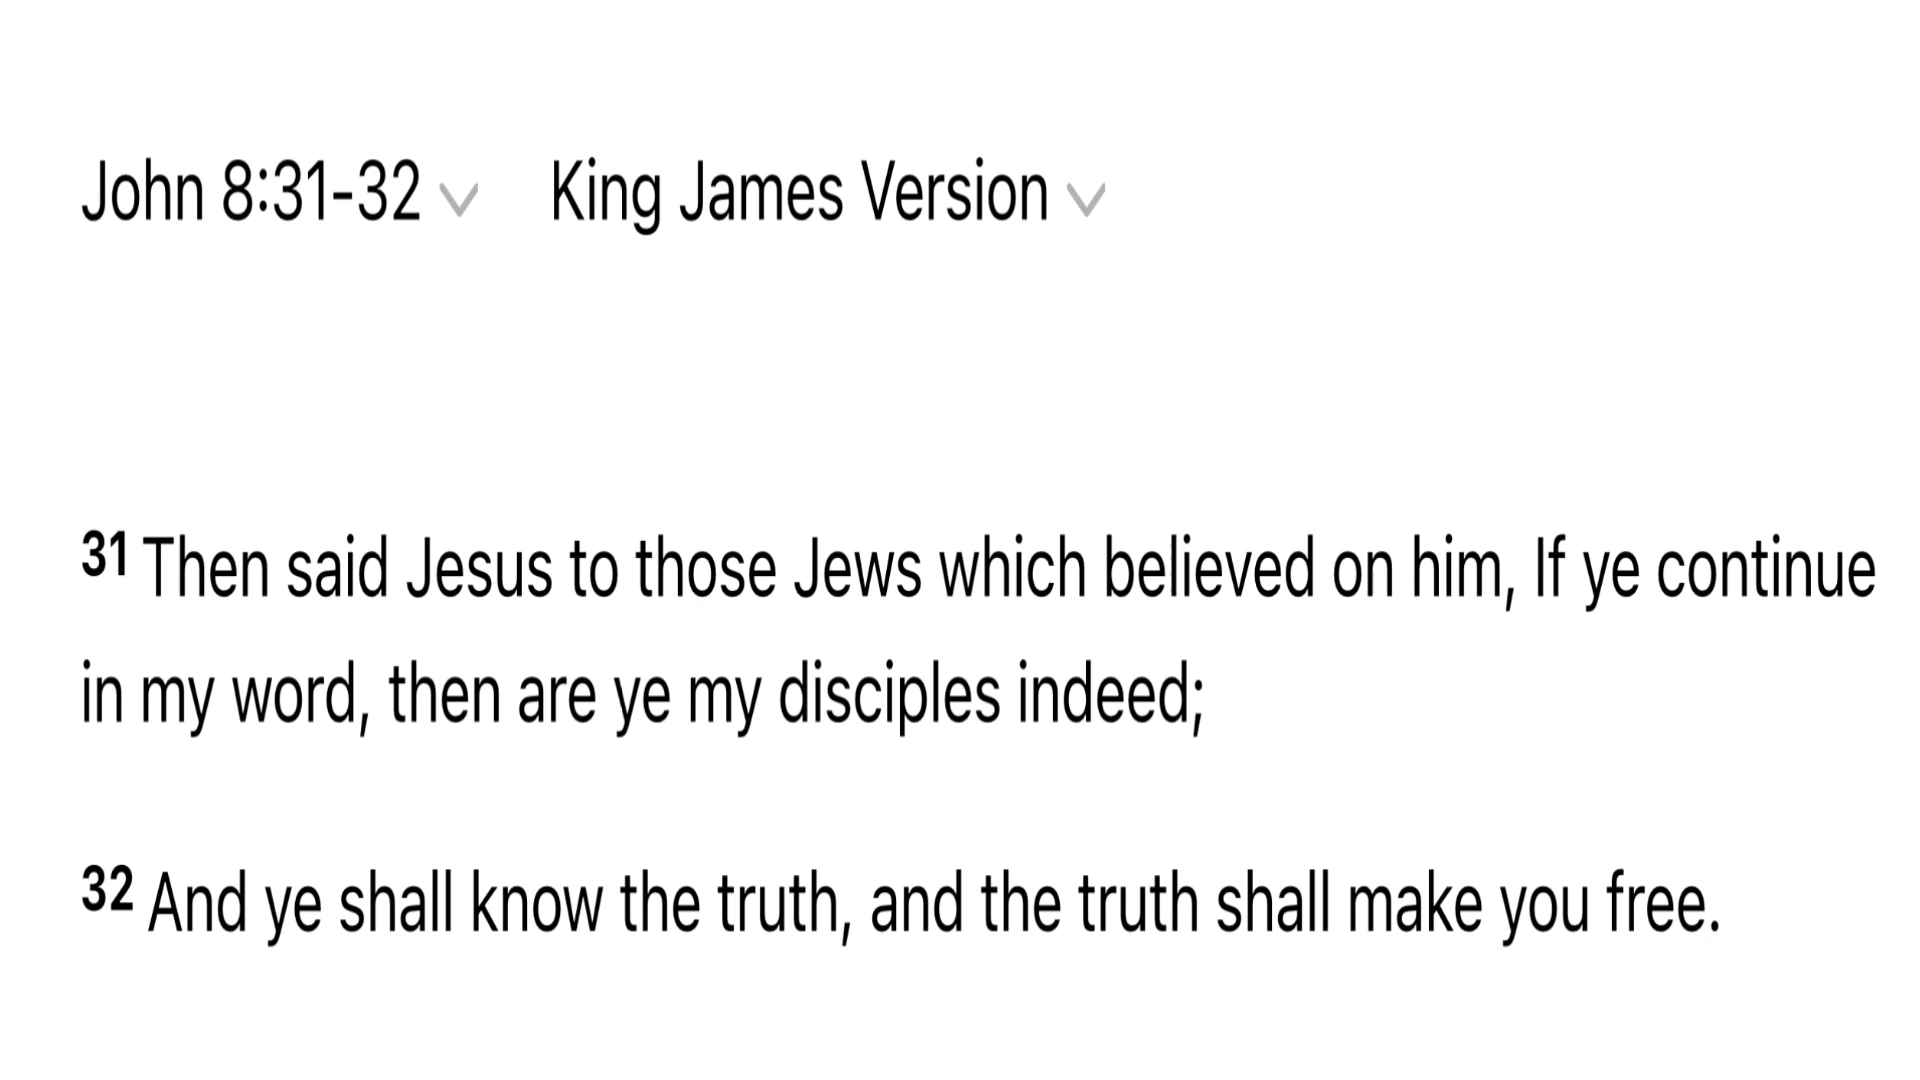 John 8:31-32 King James Version
31 Then said Jesus to those Jews which believed on him, If ye continue
in my word, then are ye my disciples indeed;
32 And ye shall know the truth, and the truth shall make you free.